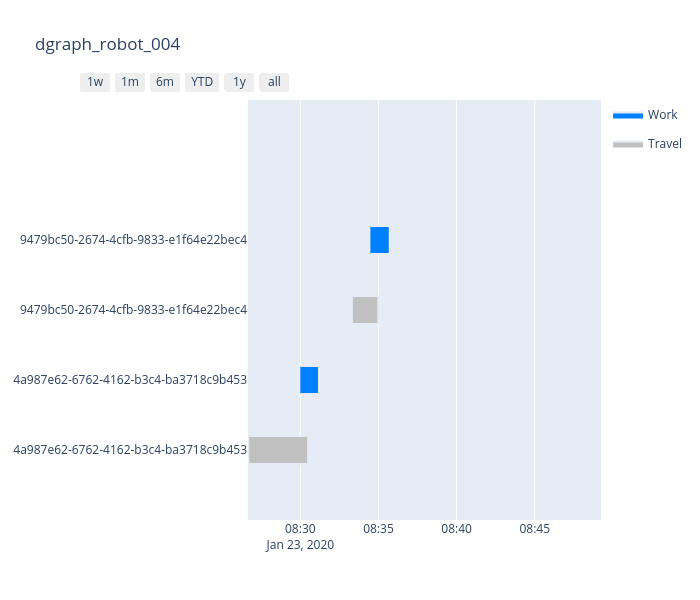 dgraph_robot_004
1w 1m 6m YTD 1y all
Work
Travel
9479bc50-2674-4cfb-9833-e1f64e22bec4
9479bc50-2674-4cfb-9833-e1f64e22bec4
4a987e62-6762-4162-b3c4-ba3718c9b453
4a987e62-6762-4162-b3c4-ba3718c9b453
08:30 08:35 08:40 08:45
Jan 23, 2020